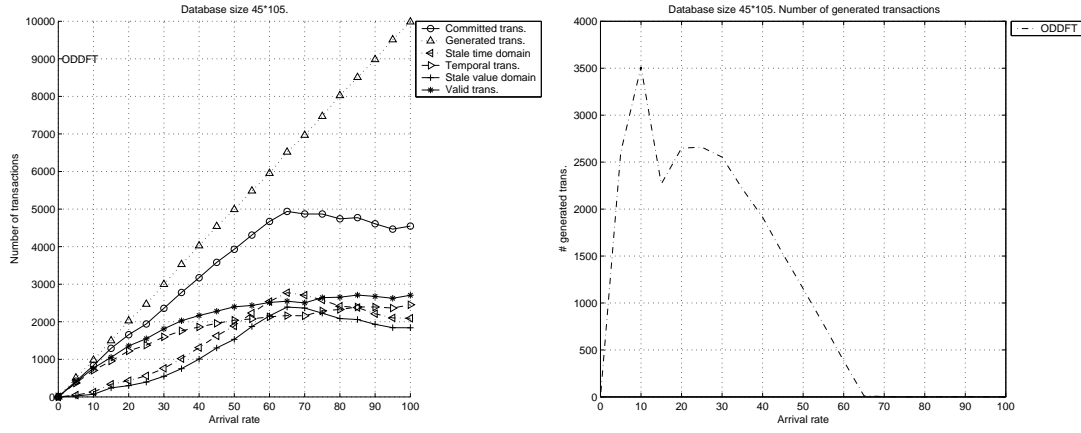 Database size 45*105.
10000
9000
8000
7000
6000
5000
4000
3000
2000
1000
0
Number of transactions
ODDFT
0 10 20 30 40 50 60 70 80 90 100
Arrival rate
Committed trans.
Generated trans.
Stale time domain
Temporal trans.
Stale value domain
Valid trans.
Database size 45*105. Number of generated transactions
4000
3500
3000
2500
2000
1500
1000
500
0
# generated trans.
0 10 20 30 40 50 60 70 80 90 100
Arrival rate
ODDFT